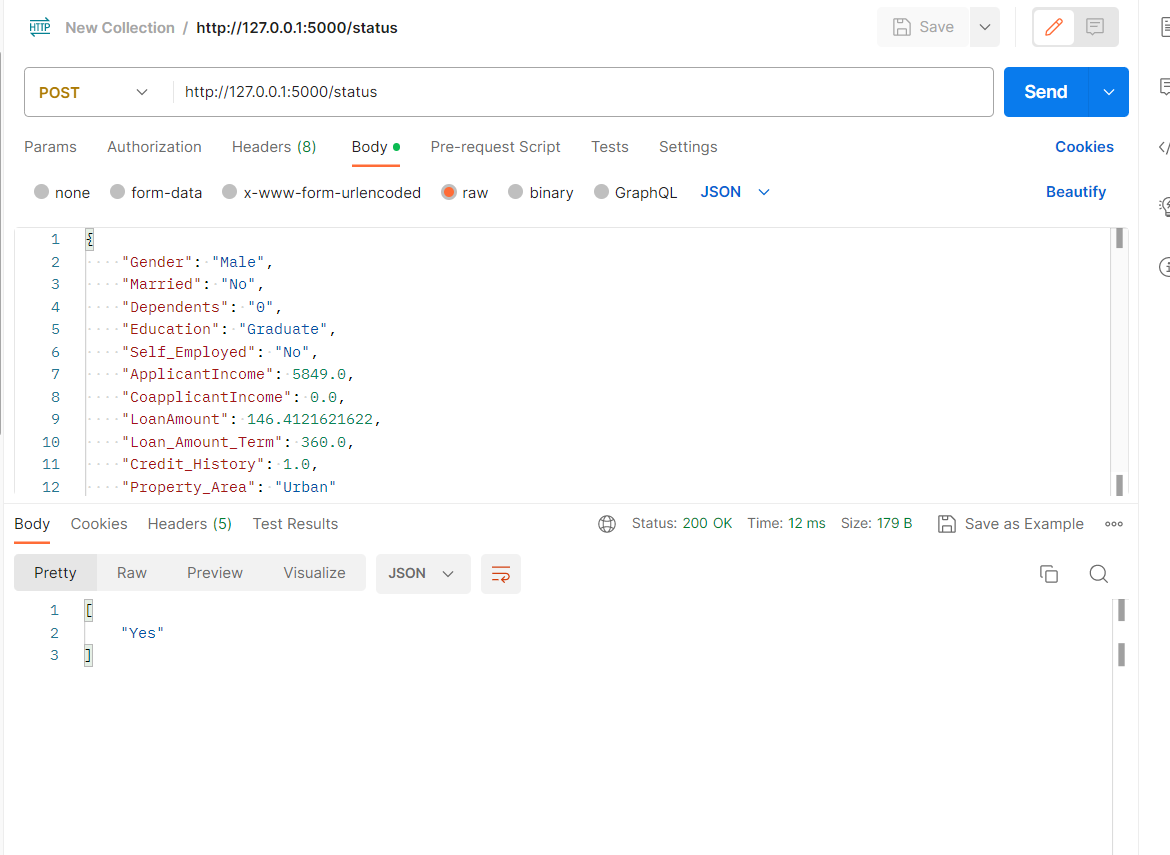 HTTP New Collection / http://127.0.0.1:5000/status Save
POST http://127.0.0.1:5000/status Send
Params Authorization Headers (8) Body Pre-request Script Tests Settings Cookies
none form-data x-www-form-urlencoded raw binary GraphQL JSON Beautify
1 {
2 "Gender": "Male",
3 "Married": "No",
4 "Dependents": "0",
5 "Education": "Graduate",
6 "Self_Employed": "No",
7 "ApplicantIncome": 5849.0,
8 "CoapplicantIncome": 0.0,
9 "LoanAmount": 146.4121621622,
10 "Loan_Amount_Term": 360.0,
11 "Credit_History": 1.0,
12 "Property_Area": "Urban"
Body Cookies Headers (5) Test Results Status: 200 OK Time: 12 ms Size: 179 B Save as Example
Pretty Raw Preview Visualize JSON
1 [
2 "Yes"
3 ]